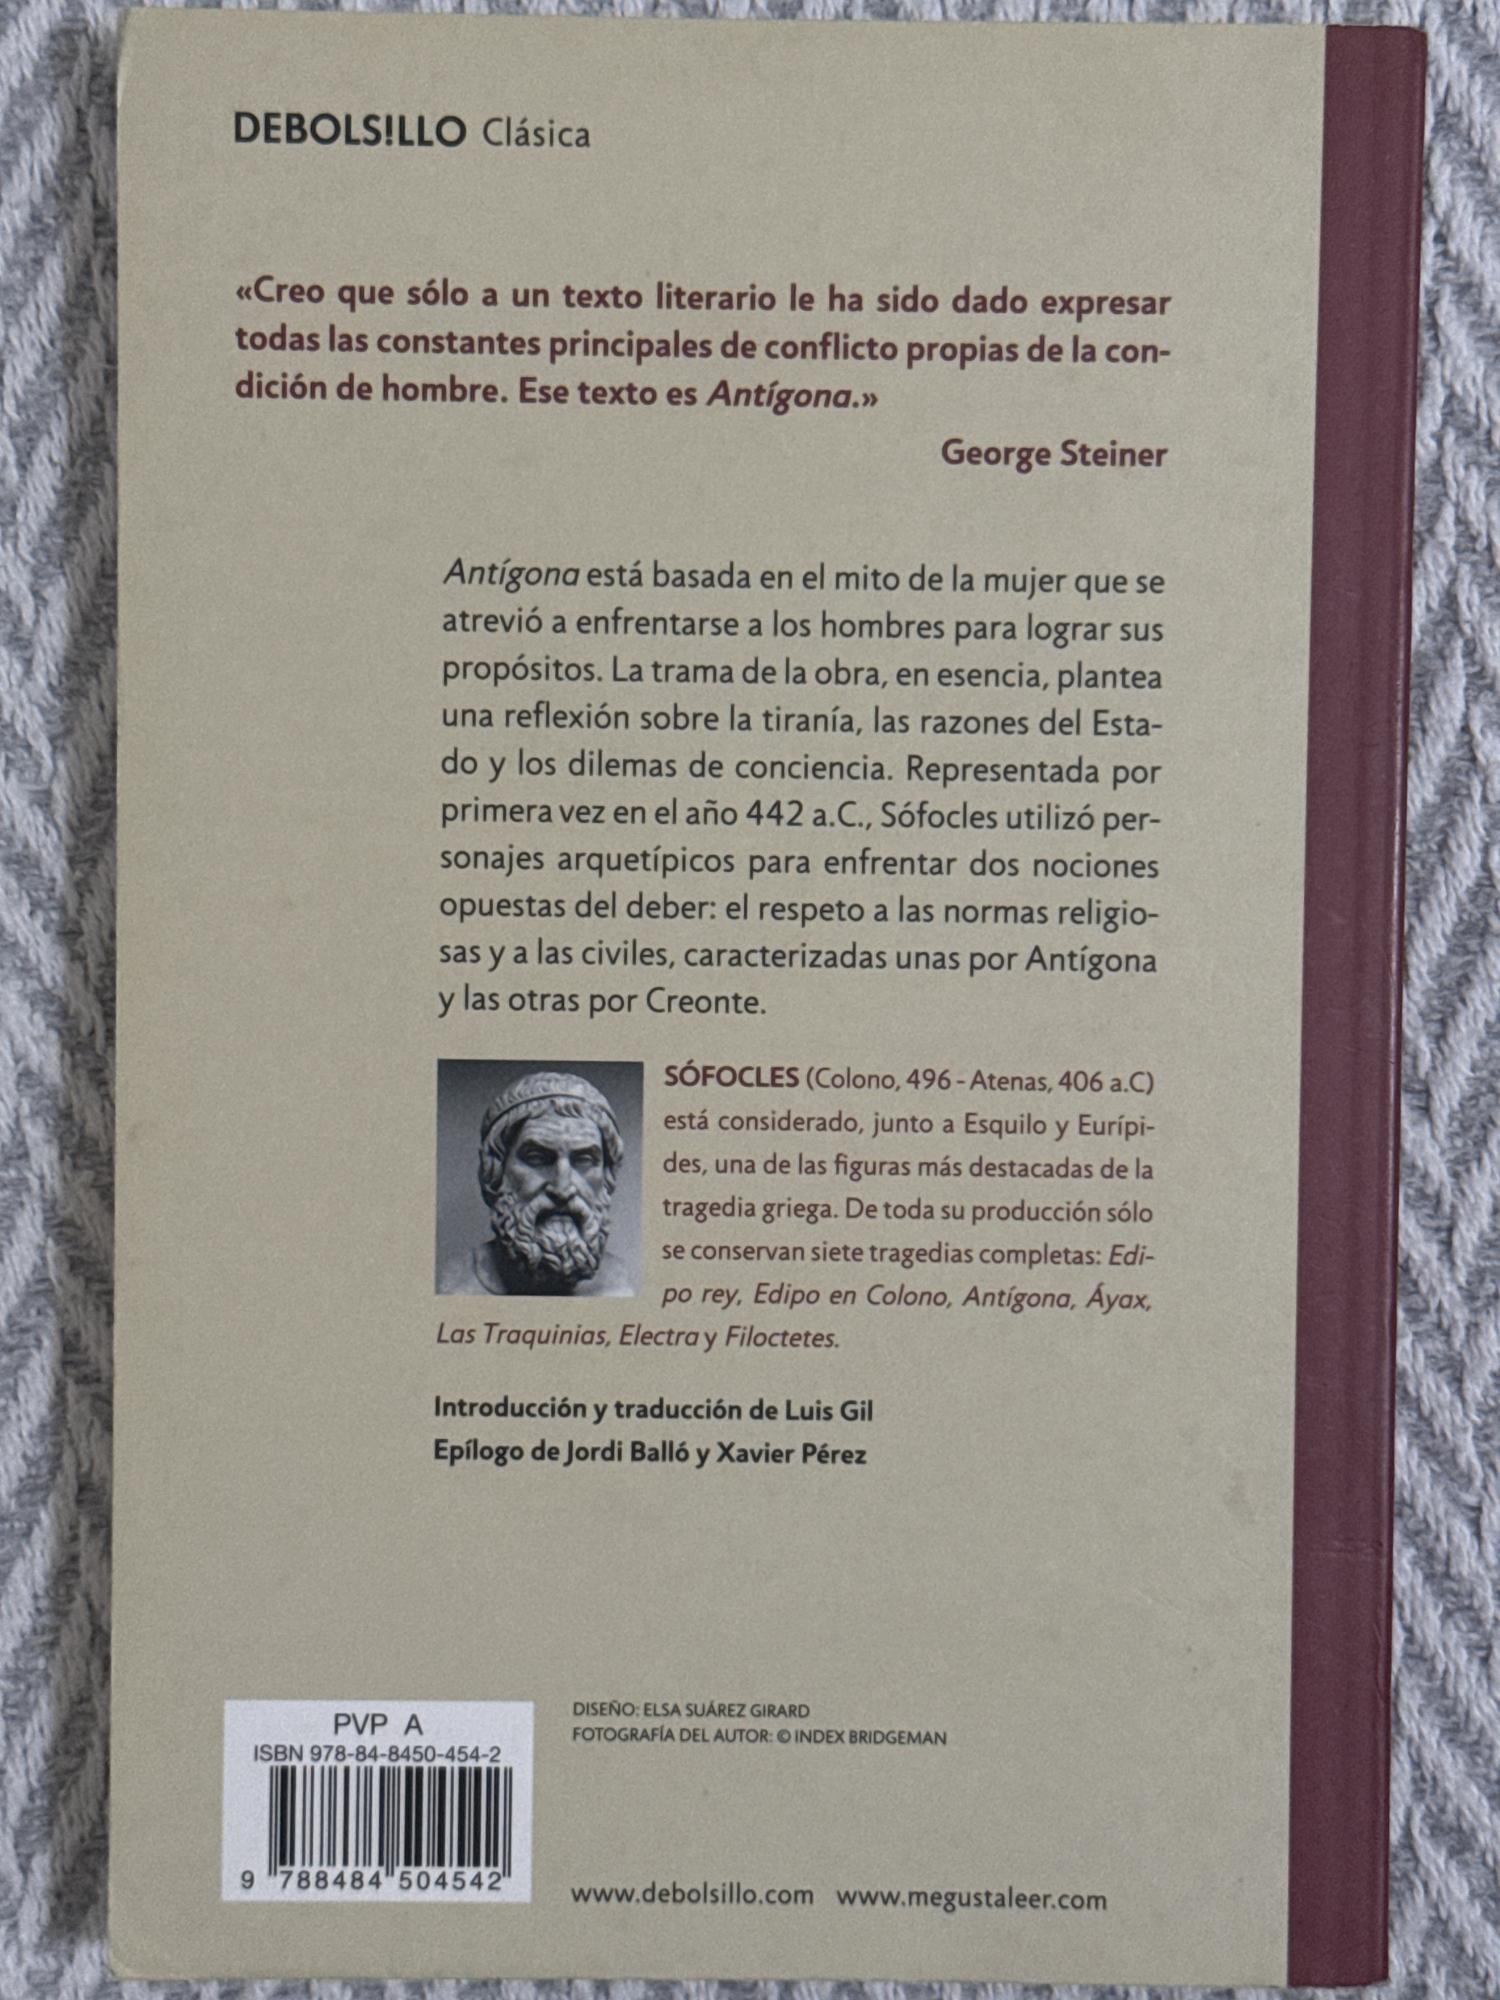 DEBOLS!LLO Clásica
«Creo que sólo a un texto literario le ha sido dado expresar
todas las constantes principales de conflicto propias de la con-
dición de hombre. Ese texto es Antígona.»
George Steiner
Antígona está basada en el mito de la mujer que se
atrevió a enfrentarse a los hombres para lograr sus
propósitos. La trama de la obra, en esencia, plantea
una reflexión sobre la tiranía, las razones del Esta-
do y los dilemas de conciencia. Representada por
primera vez en el año 442 a.C., Sófocles utilizó per-
sonajes arquetípicos para enfrentar dos nociones
opuestas del deber: el respeto a las normas religio-
sas y a las civiles, caracterizadas unas por Antígona
y las otras por Creonte.
SÓFOCLES (Colono, 496 - Atenas, 406 a.C)
está considerado, junto a Esquilo y Eurípi-
des, una de las figuras más destacadas de la
tragedia griega. De toda su producción sólo
se conservan siete tragedias completas: Edi-
po rey, Edipo en Colono, Antígona, Áyax,
Las Traquinias, Electra y Filoctetes.
Introducción y traducción de Luis Gil
Epílogo de Jordi Balló y Xavier Pérez
DISEÑO: ELSA SUÁREZ GIRARD
FOTOGRAFÍA DEL AUTOR: © INDEX BRIDGEMAN
PVP A
ISBN 978-84-8450-454-2
9 788484 504542
www.debolsillo.com www.megustaleer.com